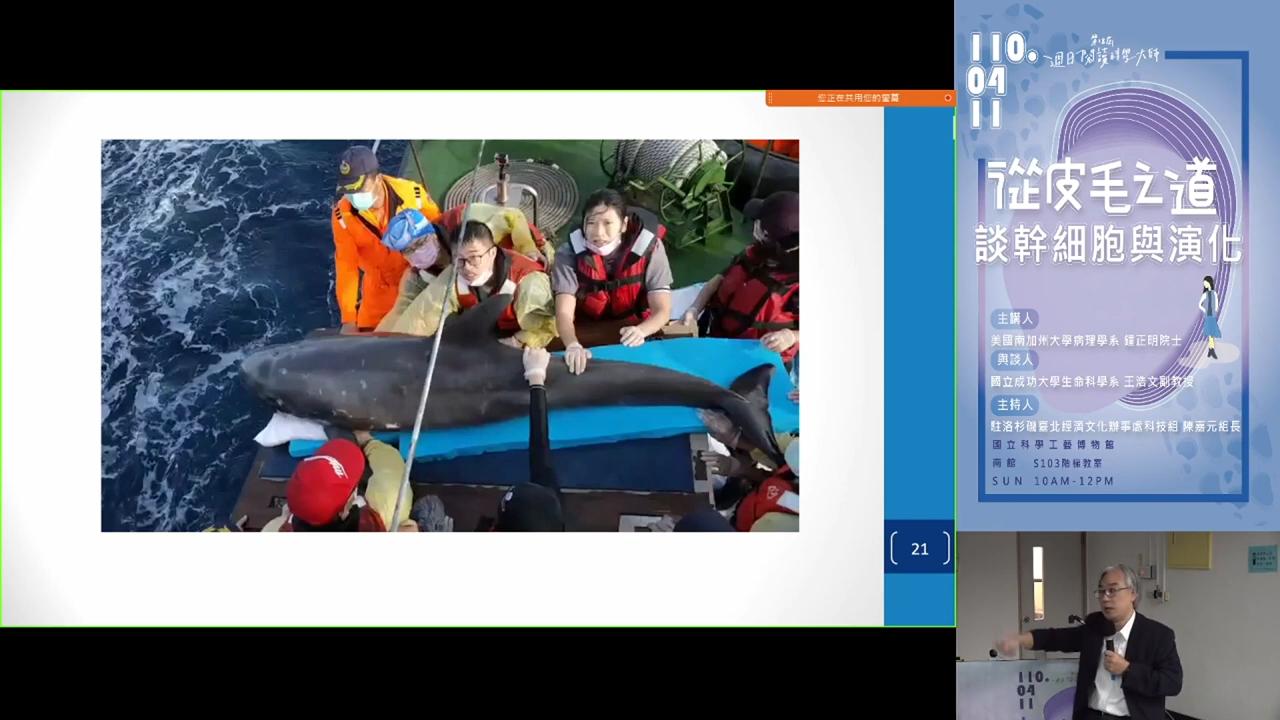 您正在共用您的螢幕
21
110.
04
11
週日閱讀科學大師
從皮毛之道
談幹細胞與演化
主講人
美國南加州大學病理學系 鍾正明院士
與談人
國立成功大學生命科學系 王浩文副教授
主持人
駐洛杉磯臺北經濟文化辦事處科技組 陳嘉元組長
國立科學工藝博物館
南館 S103階梯教室
SUN 10AM-12PM
110.
04
11